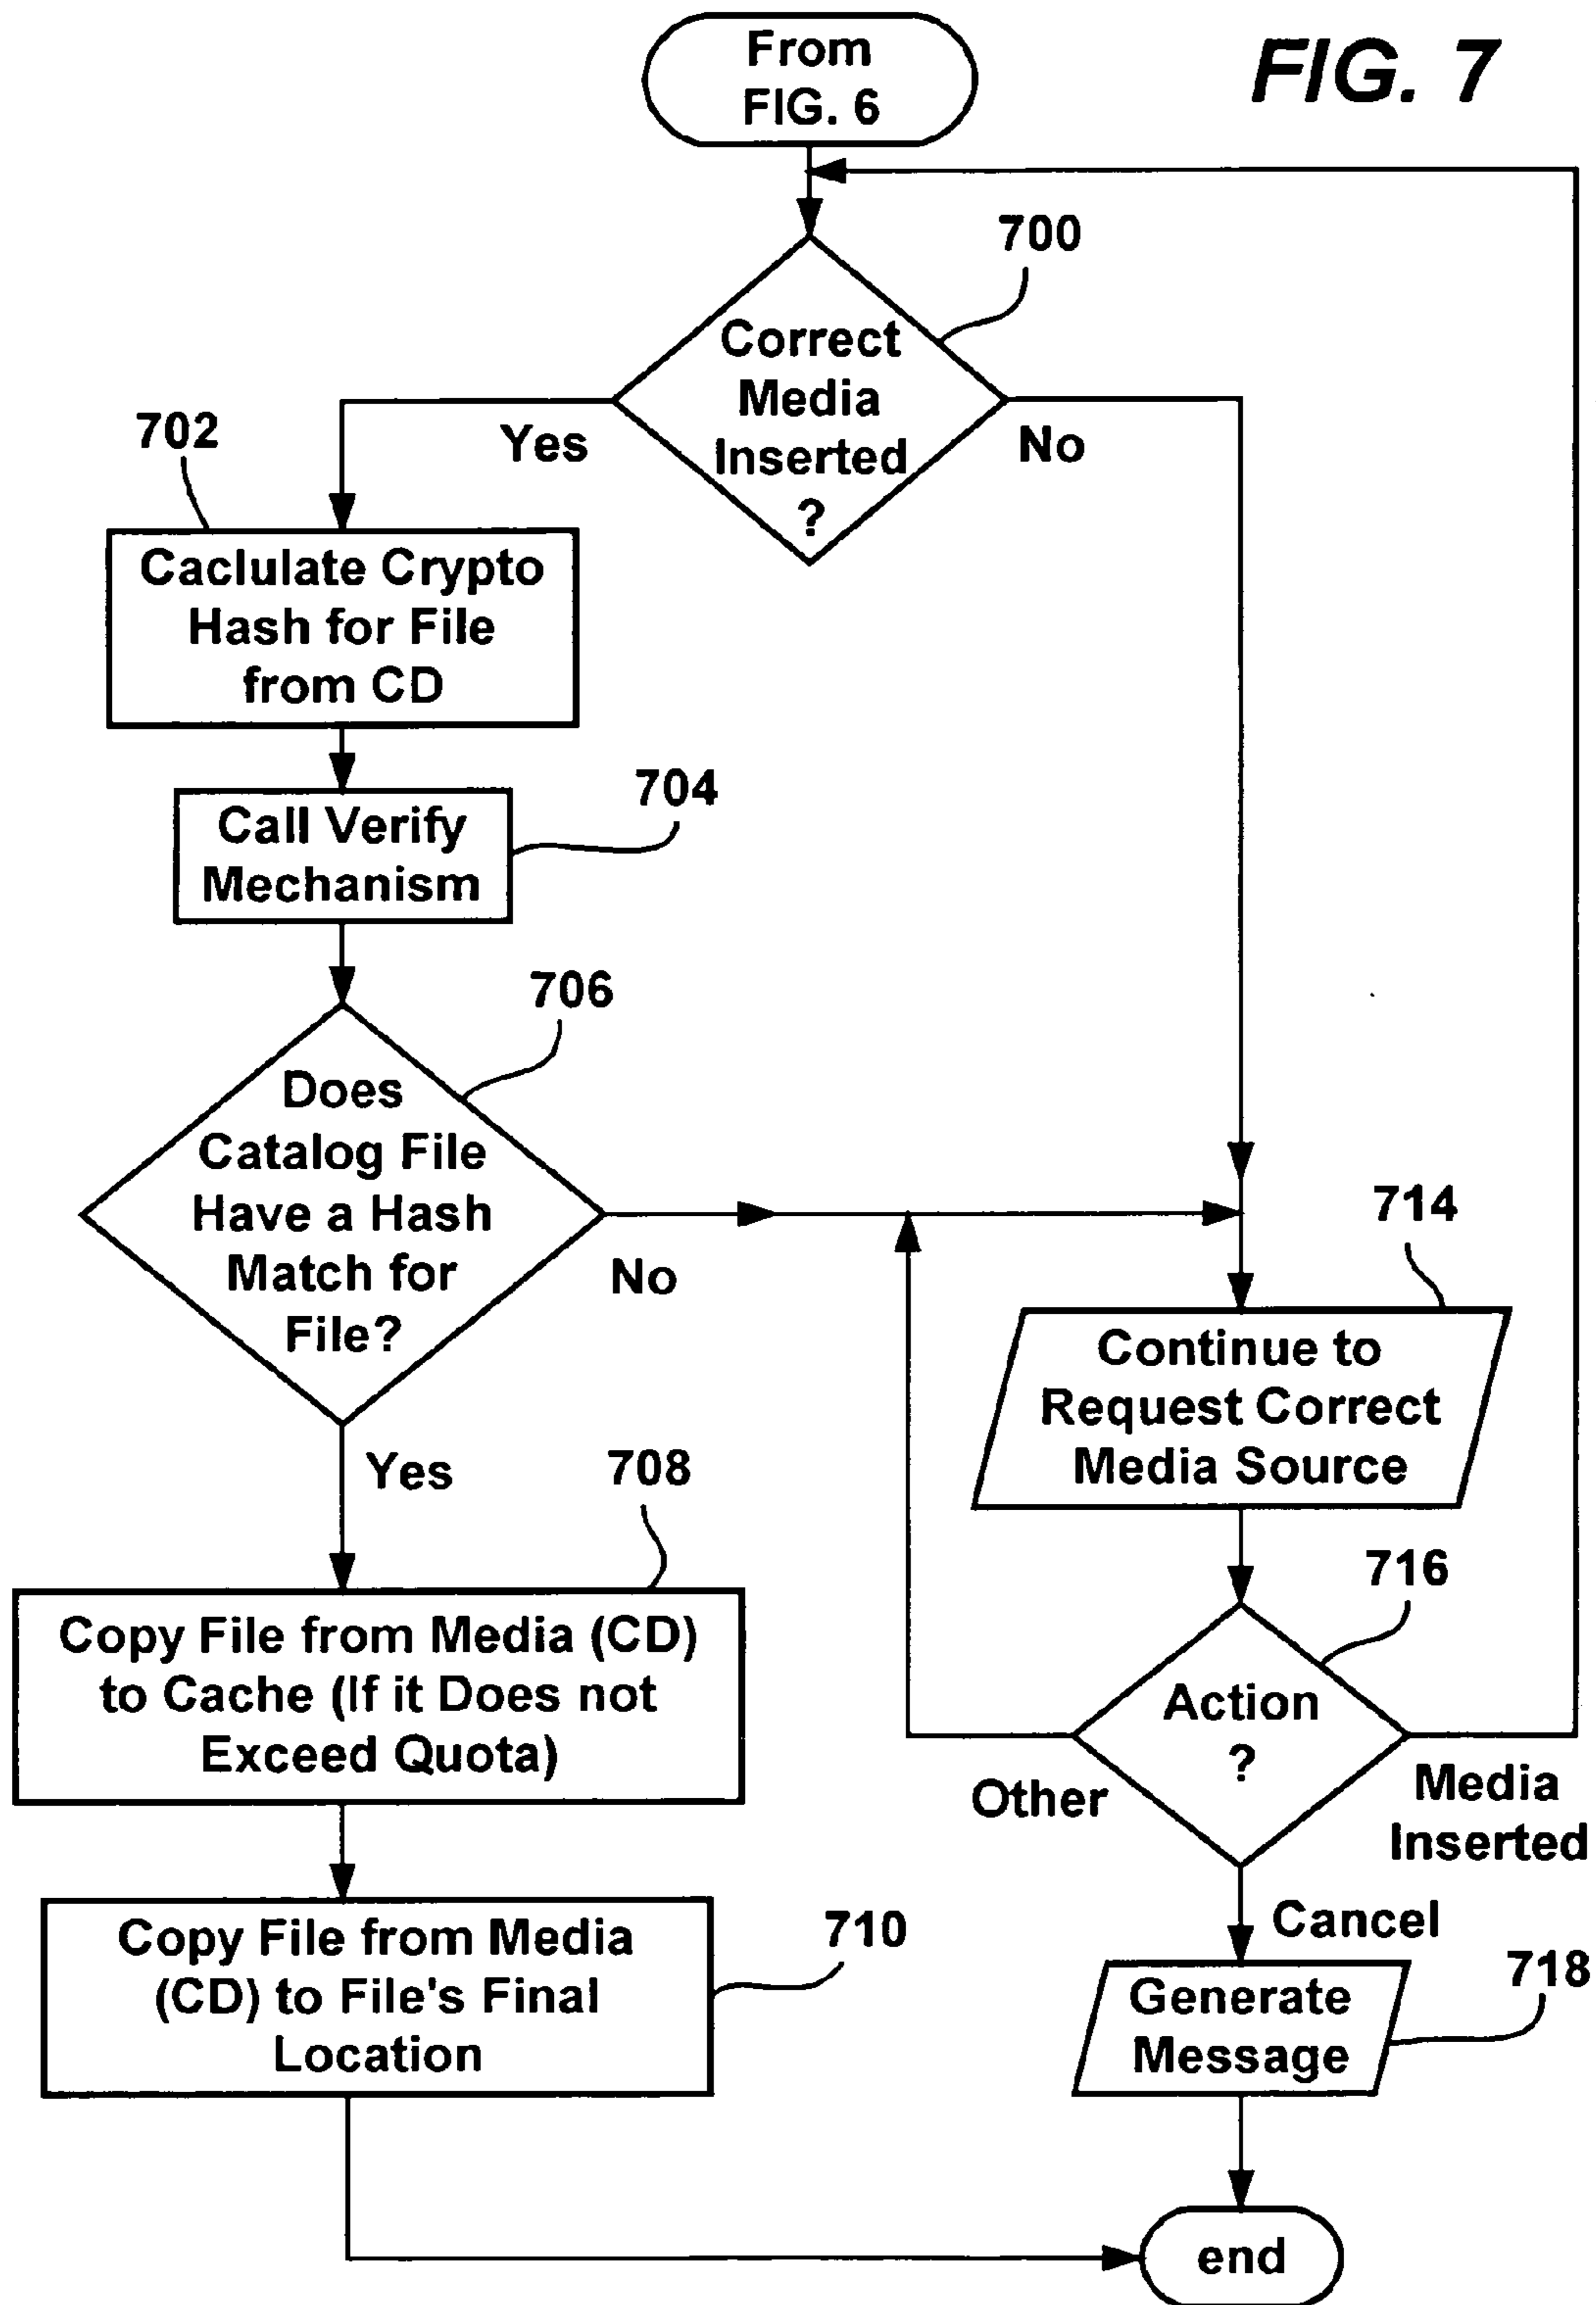 From
FIG. 6
FIG. 7
700
Correct
Media
Inserted
?
Yes
No
702
Caclulate Crypto
Hash for File
from CD
704
Call Verify
Mechanism
706
Does
Catalog File
Have a Hash
Match for
File?
No
Yes
714
Continue to
Request Correct
Media Source
708
Copy File from Media (CD)
to Cache (If it Does not
Exceed Quota)
716
Action
?
Other
Media
Inserted
Cancel
710
Copy File from Media
(CD) to File's Final
Location
718
Generate
Message
end